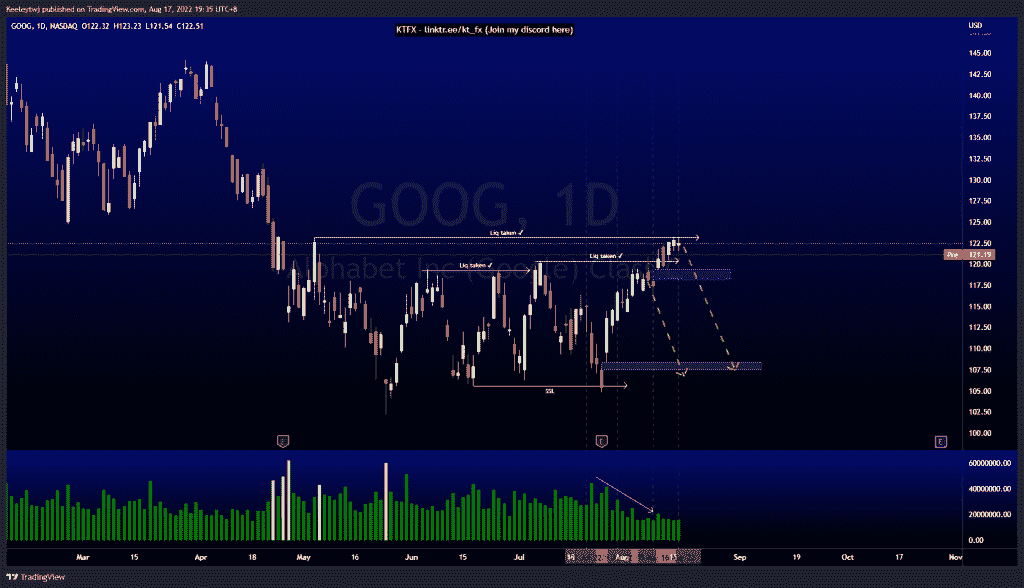 Keeleytwj published on TradingView.com, Aug 17, 2022 19:35 UTC+8
GOOG, 1D, NASDAQ O122.32 H123.23 L121.54 C122.51
KTFX - linktr.ee/kt_fx (Join my discord here)
USD
145.00
142.50
140.00
137.50
135.00
132.50
130.00
127.50
125.00
122.50
Pre 121.19
120.00
117.50
115.00
112.50
110.00
107.50
105.00
102.50
100.00
GOOG, 1D
Alphabet Inc (Google) Class
Liq taken ✓
Liq taken ✓
Liq taken ✓
SSL
E
E
E
60000000.00
40000000.00
20000000.00
0.00
Mar
15
Apr
18
May
16
Jun
15
Jul
Aug
Sep
19
Oct
17
Nov
TradingView